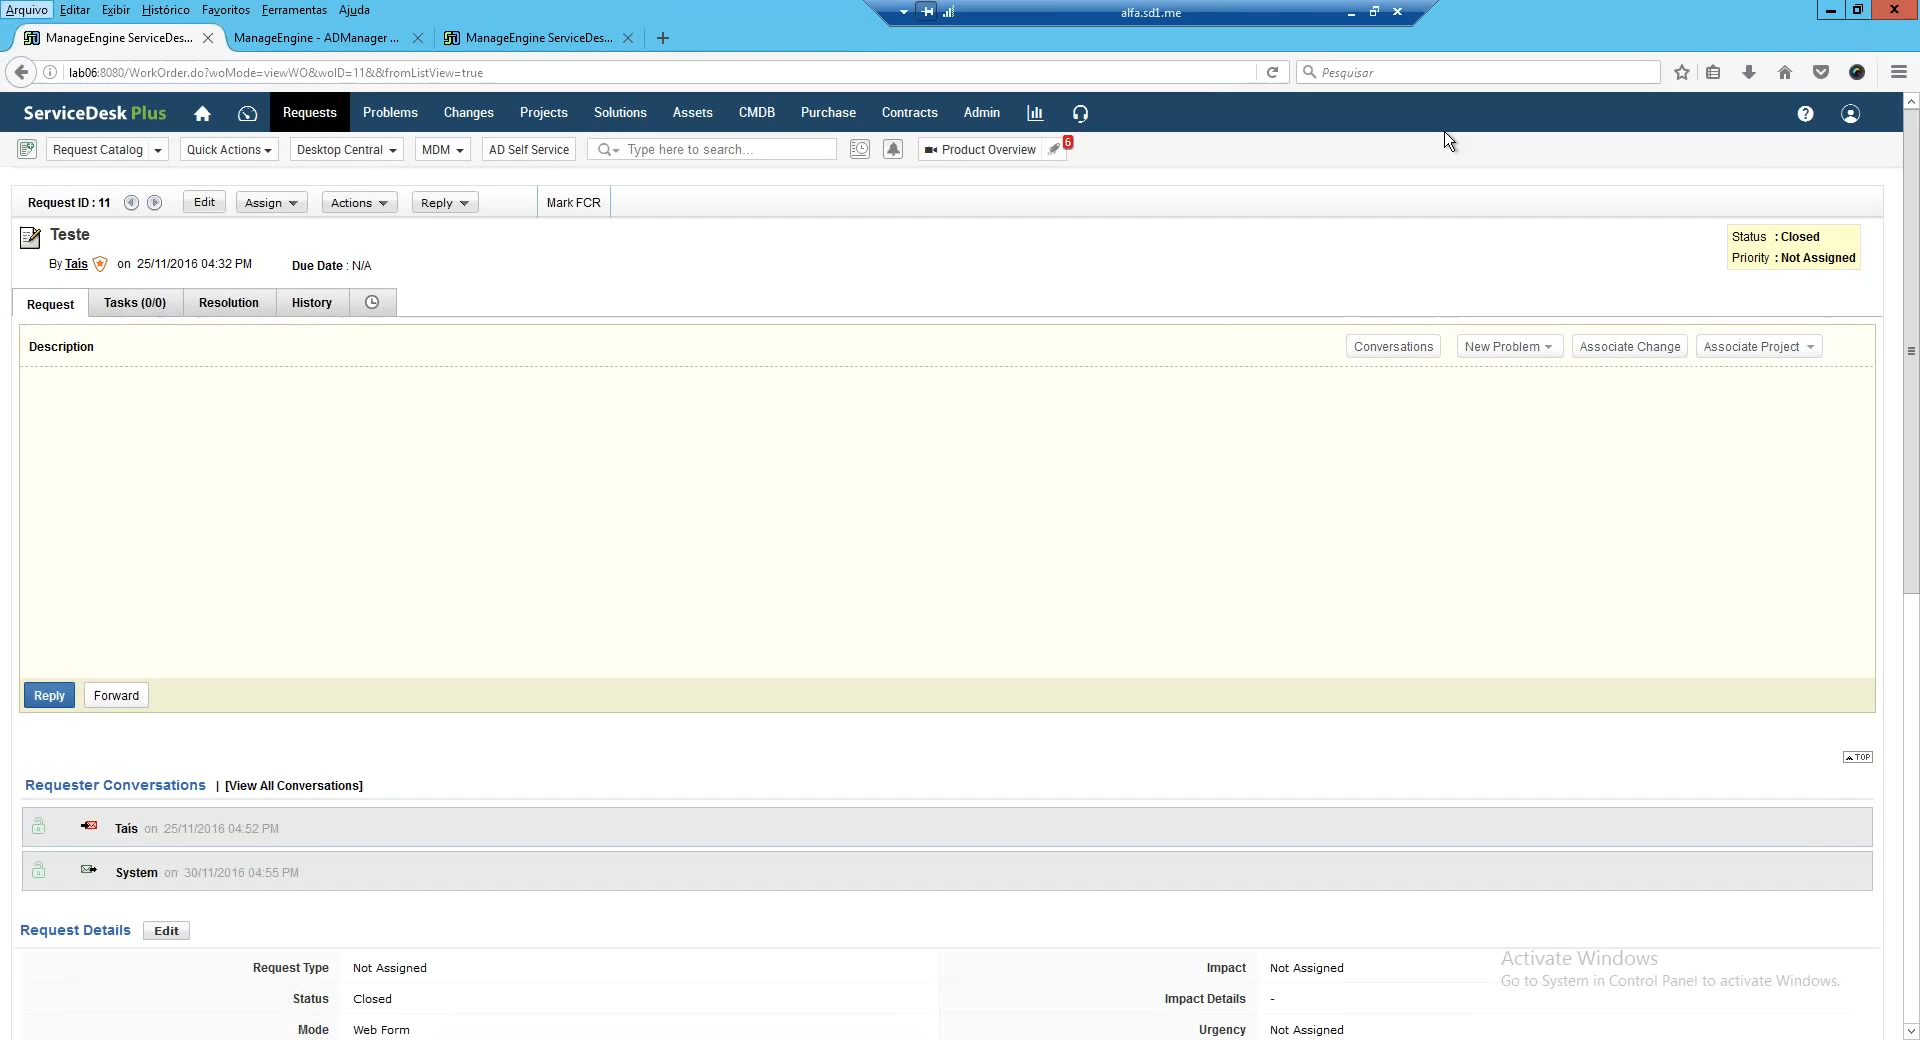 Arquivo Editar Exibir Histórico Favoritos Ferramentas Ajuda
alfa.sd1.me
ManageEngine ServiceDes... ManageEngine - ADManager ... ManageEngine ServiceDes...
lab06:8080/WorkOrder.do?woMode=viewWO&woID=11&&fromListView=true
Pesquisar
ServiceDesk Plus Requests Problems Changes Projects Solutions Assets CMDB Purchase Contracts Admin
Request Catalog Quick Actions Desktop Central MDM AD Self Service Type here to search... Product Overview 6
Request ID : 11 Edit Assign Actions Reply Mark FCR
Teste
By Taís on 25/11/2016 04:32 PM Due Date : N/A
Status : Closed
Priority : Not Assigned
Request Tasks (0/0) Resolution History
Description Conversations New Problem Associate Change Associate Project
Reply Forward
TOP
Requester Conversations | [View All Conversations]
Taís on 25/11/2016 04:52 PM
System on 30/11/2016 04:55 PM
Request Details Edit
Request Type Not Assigned Impact Not Assigned
Status Closed Impact Details -
Mode Web Form Urgency Not Assigned
Activate Windows
Go to System in Control Panel to activate Windows.